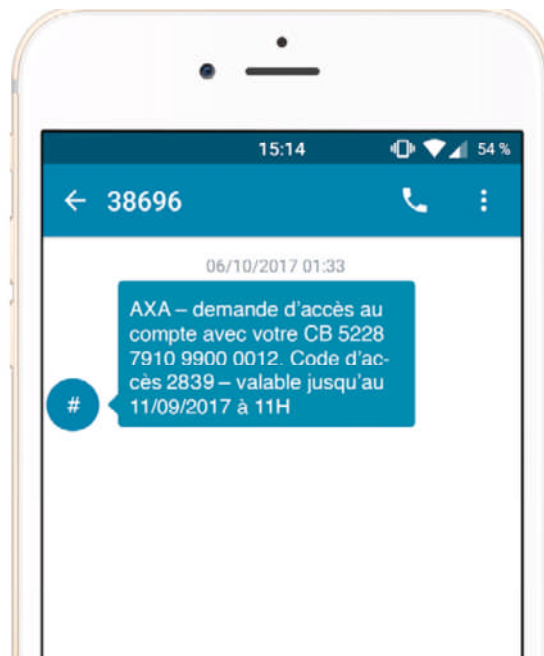 15:14 54 %
38696
06/10/2017 01:33
AXA – demande d'accès au
compte avec votre CB 5228
7910 9900 0012. Code d'ac-
cès 2839 – valable jusqu'au
# 11/09/2017 à 11H